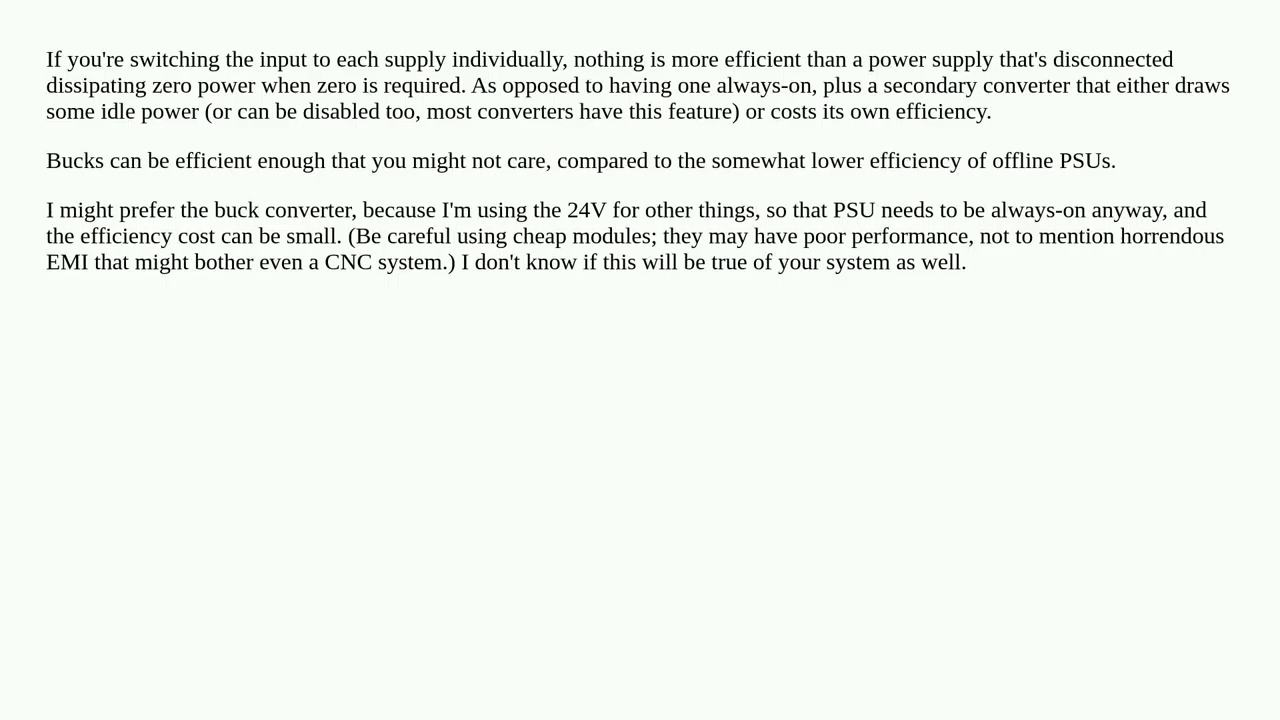 If you're switching the input to each supply individually, nothing is more efficient than a power supply that's disconnected
dissipating zero power when zero is required. As opposed to having one always-on, plus a secondary converter that either draws
some idle power (or can be disabled too, most converters have this feature) or costs its own efficiency.
Bucks can be efficient enough that you might not care, compared to the somewhat lower efficiency of offline PSUs.
I might prefer the buck converter, because I'm using the 24V for other things, so that PSU needs to be always-on anyway, and
the efficiency cost can be small. (Be careful using cheap modules; they may have poor performance, not to mention horrendous
EMI that might bother even a CNC system.) I don't know if this will be true of your system as well.